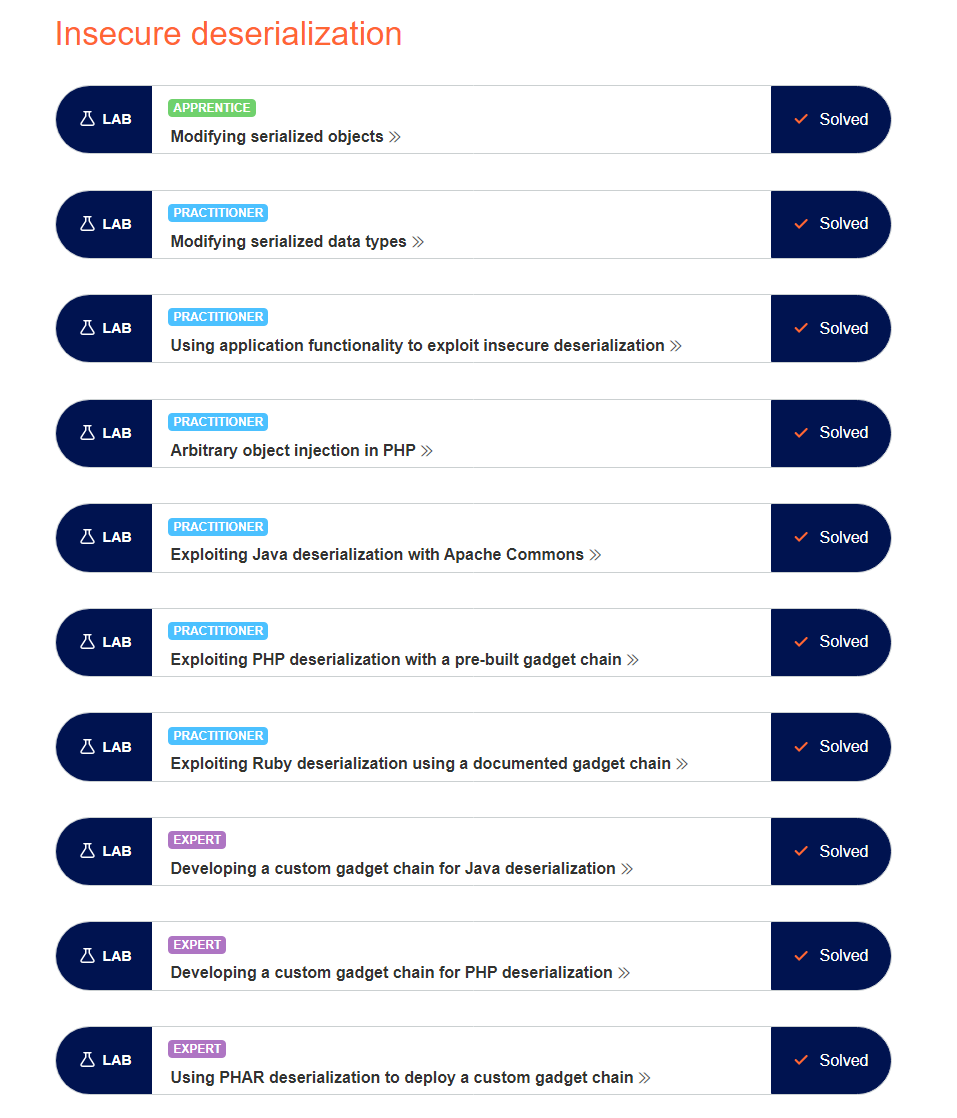 Insecure deserialization
LAB
APPRENTICE
Modifying serialized objects
Solved
LAB
PRACTITIONER
Modifying serialized data types
Solved
LAB
PRACTITIONER
Using application functionality to exploit insecure deserialization
Solved
LAB
PRACTITIONER
Arbitrary object injection in PHP
Solved
LAB
PRACTITIONER
Exploiting Java deserialization with Apache Commons
Solved
LAB
PRACTITIONER
Exploiting PHP deserialization with a pre-built gadget chain
Solved
LAB
PRACTITIONER
Exploiting Ruby deserialization using a documented gadget chain
Solved
LAB
EXPERT
Developing a custom gadget chain for Java deserialization
Solved
LAB
EXPERT
Developing a custom gadget chain for PHP deserialization
Solved
LAB
EXPERT
Using PHAR deserialization to deploy a custom gadget chain
Solved